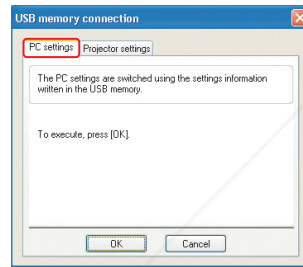 USB memory connection
PC settings Projector settings
The PC settings are switched using the settings information
written in the USB memory.
To execute, press [OK].
OK Cancel